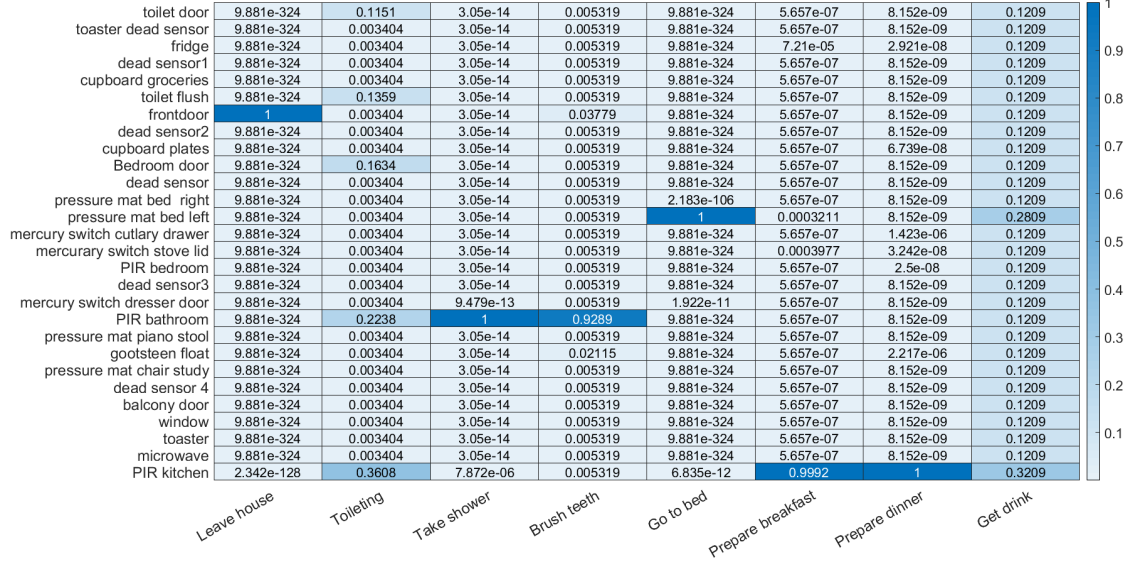 toilet door 9.881e-324 0.1151 3.05e-14 0.005319 9.881e-324 5.657e-07 8.152e-09 0.1209
toaster dead sensor 9.881e-324 0.003404 3.05e-14 0.005319 9.881e-324 5.657e-07 8.152e-09 0.1209
fridge 9.881e-324 0.003404 3.05e-14 0.005319 9.881e-324 7.21e-05 2.921e-08 0.1209
dead sensor1 9.881e-324 0.003404 3.05e-14 0.005319 9.881e-324 5.657e-07 8.152e-09 0.1209
cupboard groceries 9.881e-324 0.003404 3.05e-14 0.005319 9.881e-324 5.657e-07 8.152e-09 0.1209
toilet flush 9.881e-324 0.1359 3.05e-14 0.005319 9.881e-324 5.657e-07 8.152e-09 0.1209
frontdoor 1 0.003404 3.05e-14 0.03779 9.881e-324 5.657e-07 8.152e-09 0.1209
dead sensor2 9.881e-324 0.003404 3.05e-14 0.005319 9.881e-324 5.657e-07 8.152e-09 0.1209
cupboard plates 9.881e-324 0.003404 3.05e-14 0.005319 9.881e-324 5.657e-07 6.739e-08 0.1209
Bedroom door 9.881e-324 0.1634 3.05e-14 0.005319 9.881e-324 5.657e-07 8.152e-09 0.1209
dead sensor 9.881e-324 0.003404 3.05e-14 0.005319 9.881e-324 5.657e-07 8.152e-09 0.1209
pressure mat bed right 9.881e-324 0.003404 3.05e-14 0.005319 2.183e-106 5.657e-07 8.152e-09 0.1209
pressure mat bed left 9.881e-324 0.003404 3.05e-14 0.005319 1 0.0003211 8.152e-09 0.2809
mercury switch cutlary drawer 9.881e-324 0.003404 3.05e-14 0.005319 9.881e-324 5.657e-07 1.423e-06 0.1209
mercurary switch stove lid 9.881e-324 0.003404 3.05e-14 0.005319 9.881e-324 0.0003977 3.242e-08 0.1209
PIR bedroom 9.881e-324 0.003404 3.05e-14 0.005319 9.881e-324 5.657e-07 2.5e-08 0.1209
dead sensor3 9.881e-324 0.003404 3.05e-14 0.005319 9.881e-324 5.657e-07 8.152e-09 0.1209
mercury switch dresser door 9.881e-324 0.003404 9.479e-13 0.005319 1.922e-11 5.657e-07 8.152e-09 0.1209
PIR bathroom 9.881e-324 0.2238 1 0.9289 9.881e-324 5.657e-07 8.152e-09 0.1209
pressure mat piano stool 9.881e-324 0.003404 3.05e-14 0.005319 9.881e-324 5.657e-07 8.152e-09 0.1209
gootsteen float 9.881e-324 0.003404 3.05e-14 0.02115 9.881e-324 5.657e-07 2.217e-06 0.1209
pressure mat chair study 9.881e-324 0.003404 3.05e-14 0.005319 9.881e-324 5.657e-07 8.152e-09 0.1209
dead sensor 4 9.881e-324 0.003404 3.05e-14 0.005319 9.881e-324 5.657e-07 8.152e-09 0.1209
balcony door 9.881e-324 0.003404 3.05e-14 0.005319 9.881e-324 5.657e-07 8.152e-09 0.1209
window 9.881e-324 0.003404 3.05e-14 0.005319 9.881e-324 5.657e-07 8.152e-09 0.1209
toaster 9.881e-324 0.003404 3.05e-14 0.005319 9.881e-324 5.657e-07 8.152e-09 0.1209
microwave 9.881e-324 0.003404 3.05e-14 0.005319 9.881e-324 5.657e-07 8.152e-09 0.1209
PIR kitchen 2.342e-128 0.3608 7.872e-06 0.005319 6.835e-12 0.9992 1 0.3209
Leave house Toileting Take shower Brush teeth Go to bed Prepare breakfast Prepare dinner Get drink
1
0.9
0.8
0.7
0.6
0.5
0.4
0.3
0.2
0.1